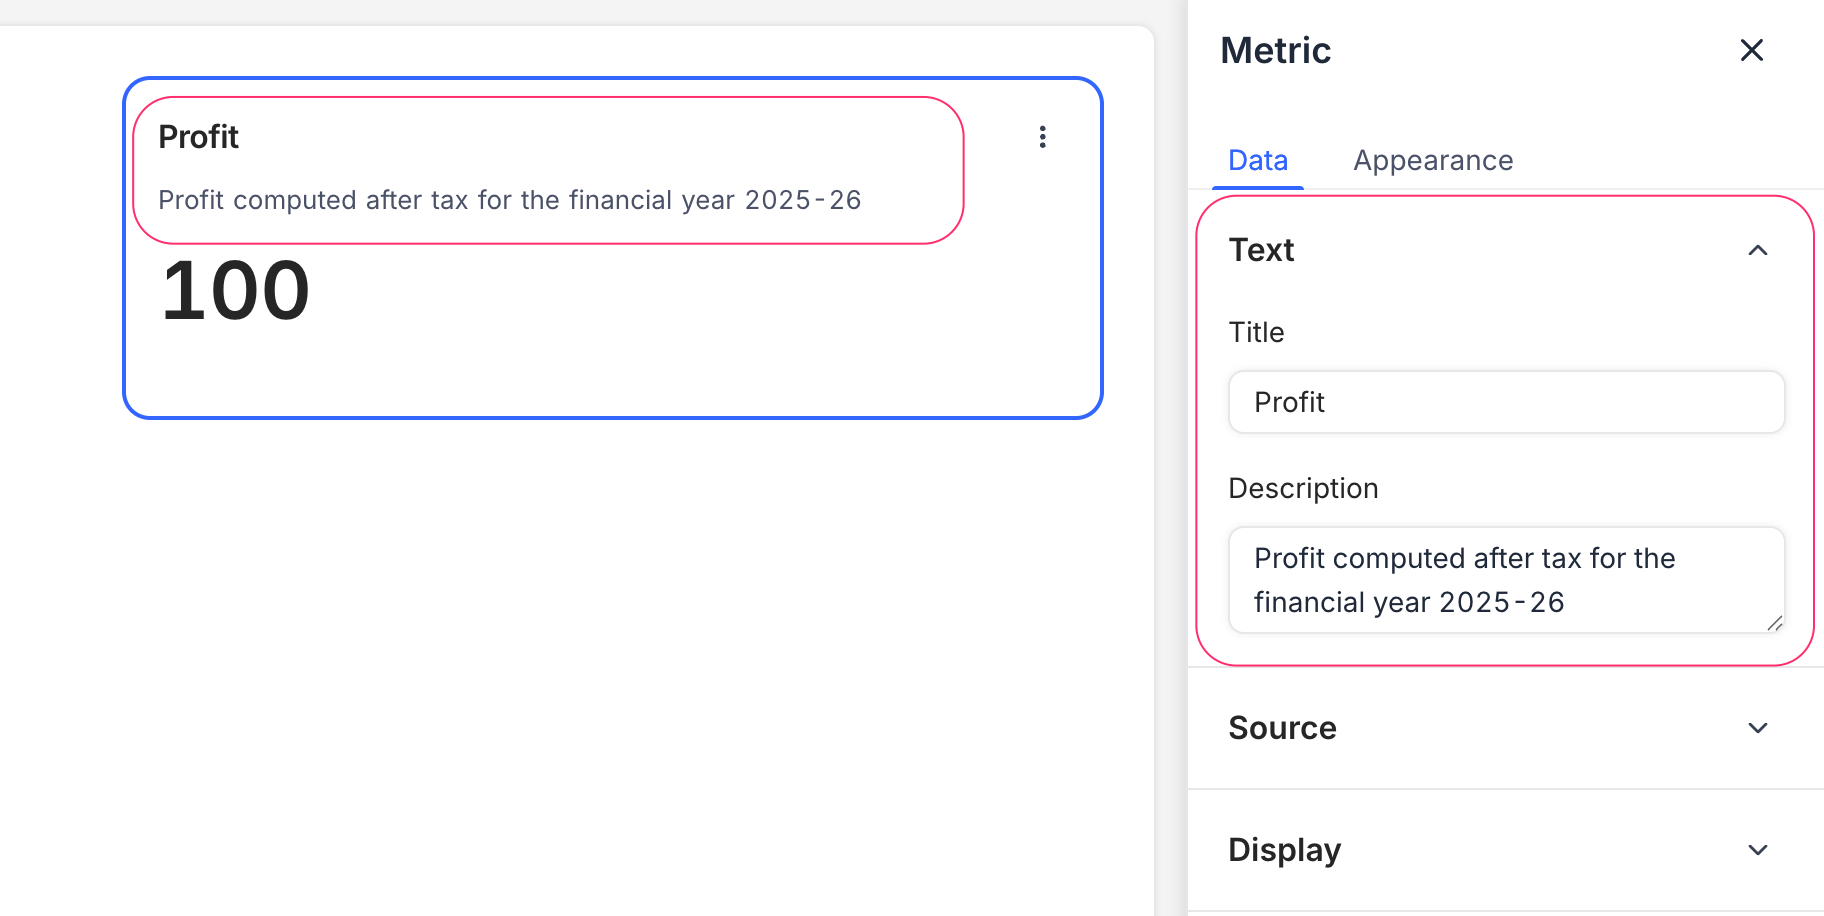 Profit
Profit computed after tax for the financial year 2025-26
100
Metric
Data
Appearance
Text
Title
Profit
Description
Profit computed after tax for the
financial year 2025-26
Source
Display